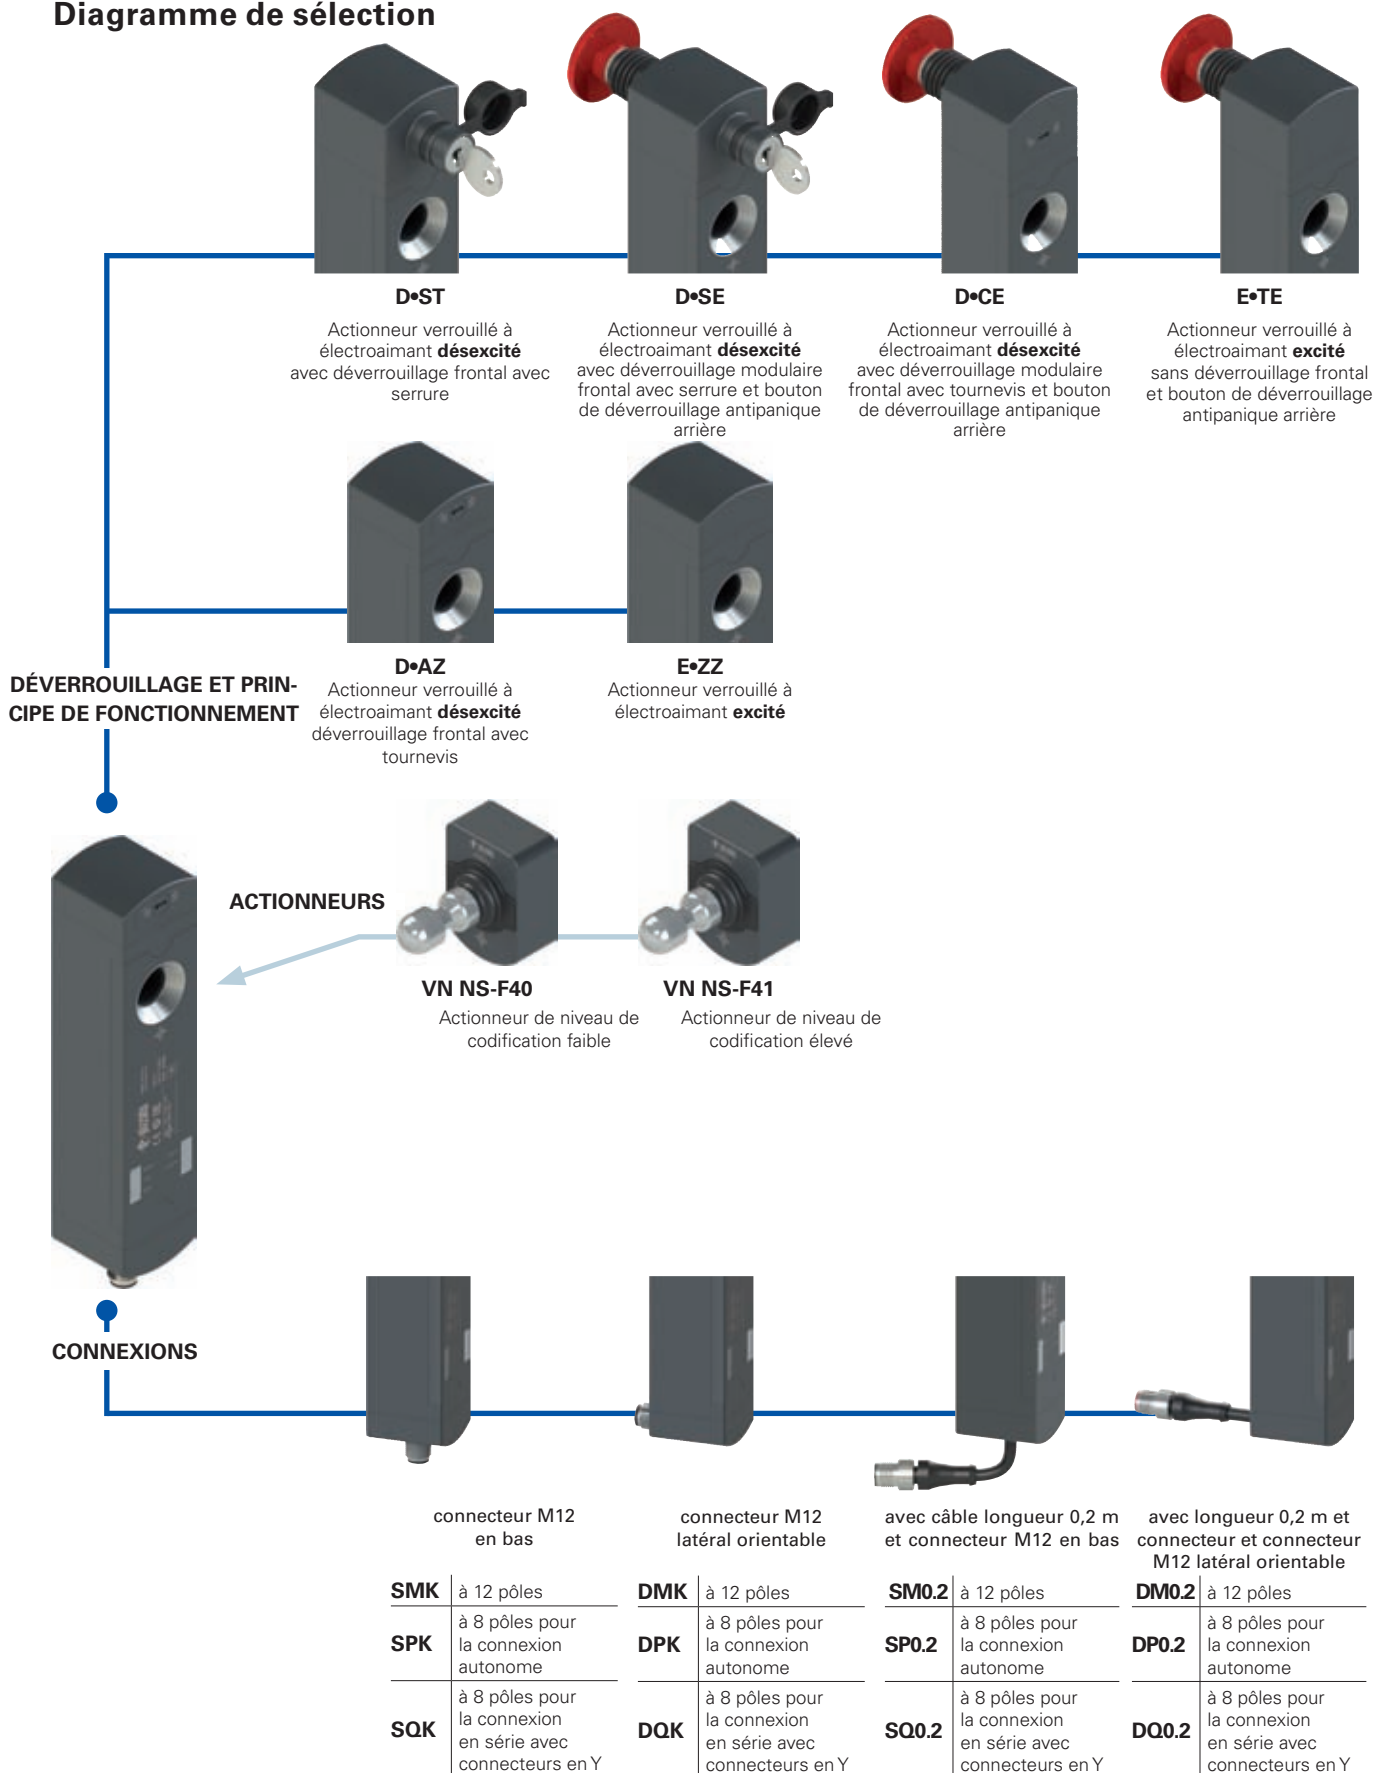 Diagramme de sélection
D•ST
Actionneur verrouillé à
électroaimant désexcité
avec déverrouillage frontal avec
serrure
D•SE
Actionneur verrouillé à
électroaimant désexcité
avec déverrouillage modulaire
frontal avec serrure et bouton
de déverrouillage antipanique
arrière
D•CE
Actionneur verrouillé à
électroaimant désexcité
avec déverrouillage modulaire
frontal avec tournevis et bouton
de déverrouillage antipanique
arrière
E•TE
Actionneur verrouillé à
électroaimant excité
sans déverrouillage frontal
et bouton de déverrouillage
antipanique arrière
DÉVERROUILLAGE ET PRIN-
CIPE DE FONCTIONNEMENT
D•AZ
Actionneur verrouillé à
électroaimant désexcité
déverrouillage frontal avec
tournevis
E•ZZ
Actionneur verrouillé à
électroaimant excité
ACTIONNEURS
VN NS-F40
Actionneur de niveau de
codification faible
VN NS-F41
Actionneur de niveau de
codification élevé
CONNEXIONS
connecteur M12
en bas
SMK à 12 pôles
SPK à 8 pôles pour
la connexion
autonome
SQK à 8 pôles pour
la connexion
en série avec
connecteurs en Y
connecteur M12
latéral orientable
DMK à 12 pôles
DPK à 8 pôles pour
la connexion
autonome
DQK à 8 pôles pour
la connexion
en série avec
connecteurs en Y
avec câble longueur 0,2 m
et connecteur M12 en bas
SM0.2 à 12 pôles
SP0.2 à 8 pôles pour
la connexion
autonome
SQ0.2 à 8 pôles pour
la connexion
en série avec
connecteurs en Y
avec longueur 0,2 m et
connecteur et connecteur
M12 latéral orientable
DM0.2 à 12 pôles
DP0.2 à 8 pôles pour
la connexion
autonome
DQ0.2 à 8 pôles pour
la connexion
en série avec
connecteurs en Y